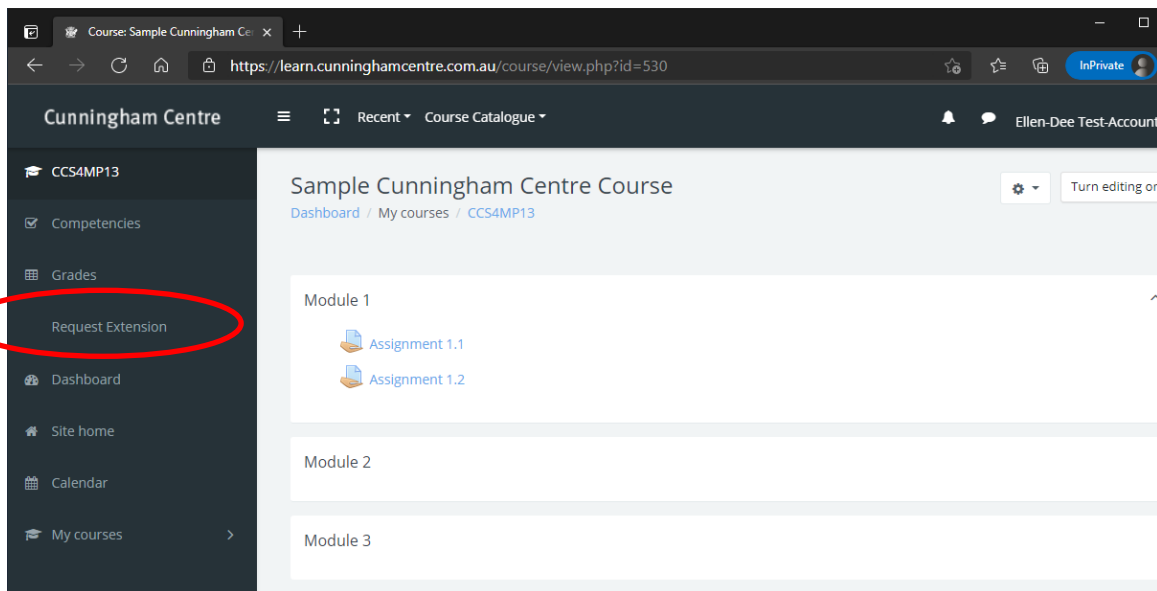 Course: Sample Cunningham Cer
https://learn.cunninghamcentre.com.au/course/view.php?id=530
InPrivate
Cunningham Centre
Recent
Course Catalogue
Ellen-Dee Test-Account
CCS4MP13
Competencies
Grades
Request Extension
Dashboard
Site home
Calendar
My courses
Sample Cunningham Centre Course
Turn editing on
Dashboard / My courses / CCS4MP13
Module 1
Assignment 1.1
Assignment 1.2
Module 2
Module 3